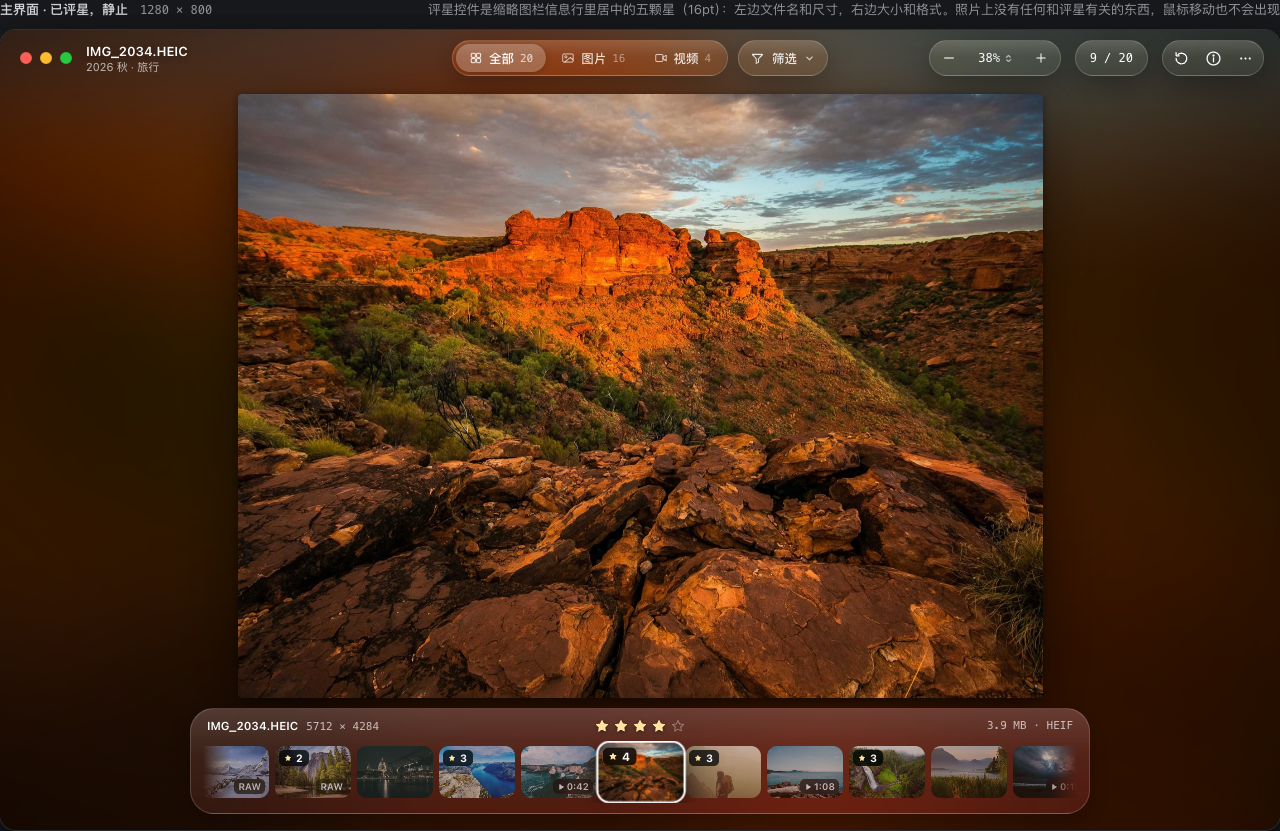 主界面 · 已评星，静止 1280 × 800
评星控件是缩略图栏信息行里居中的五颗星（16pt）：左边文件名和尺寸，右边大小和格式。照片上没有任何和评星有关的东西，鼠标移动也不会出现
IMG_2034.HEIC
2026 秋 · 旅行
全部 20 图片 16 视频 4 筛选
38% 9 / 20
IMG_2034.HEIC 5712 × 4284
3.9 MB · HEIF
RAW
2 RAW
3
0:42
4
3
1:08
3